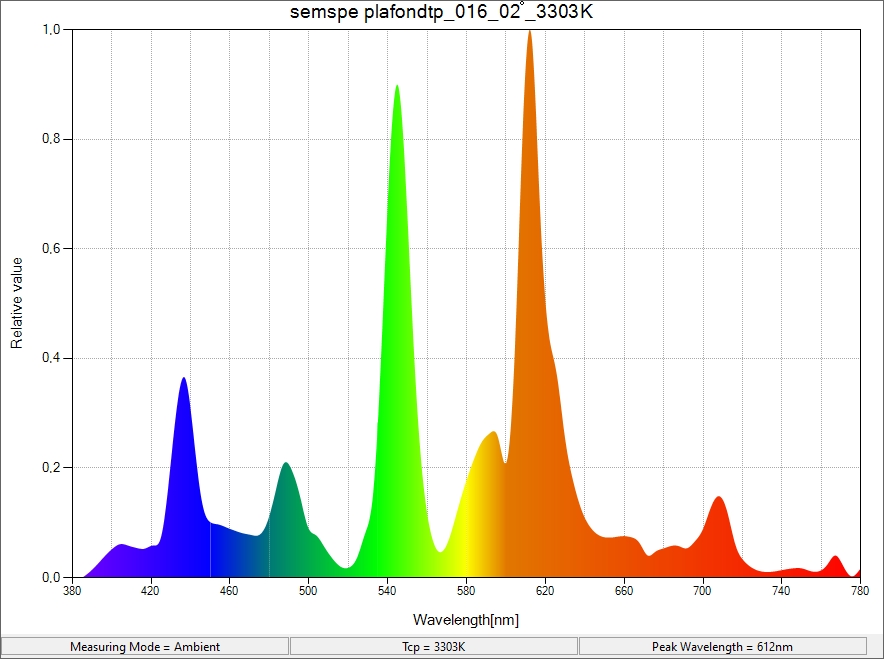 semspe plafondtp_016_02°_3303K
1,0
0,8
0,6
0,4
0,2
0,0
Relative value
380 420 460 500 540 580 620 660 700 740 780
Wavelength[nm]
Measuring Mode = Ambient Tcp = 3303K Peak Wavelength = 612nm